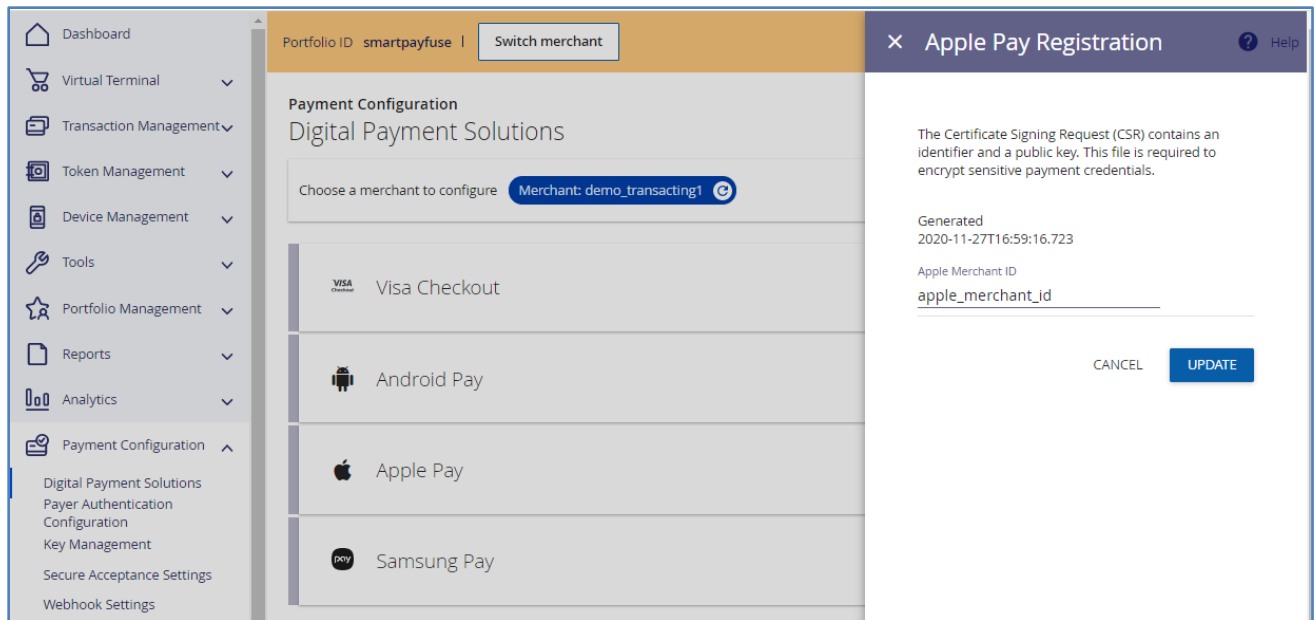 Dashboard
Virtual Terminal
Transaction Management
Token Management
Device Management
Tools
Portfolio Management
Reports
Analytics
Payment Configuration
Digital Payment Solutions
Payer Authentication
Configuration
Key Management
Secure Acceptance Settings
Webhook Settings
Portfolio ID smartpayfuse | Switch merchant
Payment Configuration
Digital Payment Solutions
Choose a merchant to configure Merchant: demo_transacting1
VISA Checkout Visa Checkout
Android Pay
Apple Pay
pay Samsung Pay
× Apple Pay Registration ? Help
The Certificate Signing Request (CSR) contains an
identifier and a public key. This file is required to
encrypt sensitive payment credentials.
Generated
2020-11-27T16:59:16.723
Apple Merchant ID
apple_merchant_id
CANCEL UPDATE